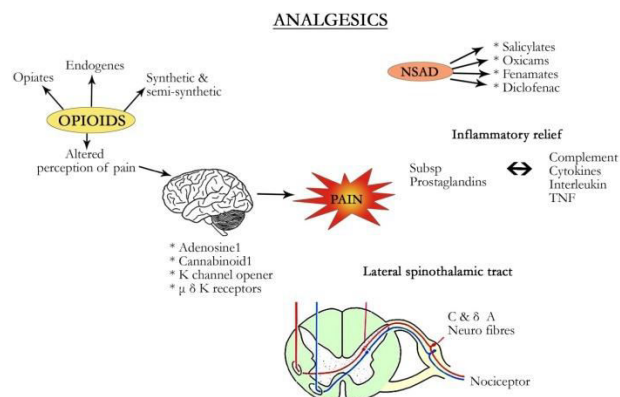 ANALGESICS
Opiates
Endogenes
Synthetic &
semi-synthetic
OPIOIDS
Altered
perception of pain
* Adenosine1
* Cannabinoid1
* K channel opener
* μ δ K receptors
PAIN
NSAD
* Salicylates
* Oxicams
* Fenamates
* Diclofenac
Inflammatory relief
Subsp
Prostaglandins
Complement
Cytokines
Interleukin
TNF
Lateral spinothalamic tract
C & δ A
Neuro fibres
Nociceptor